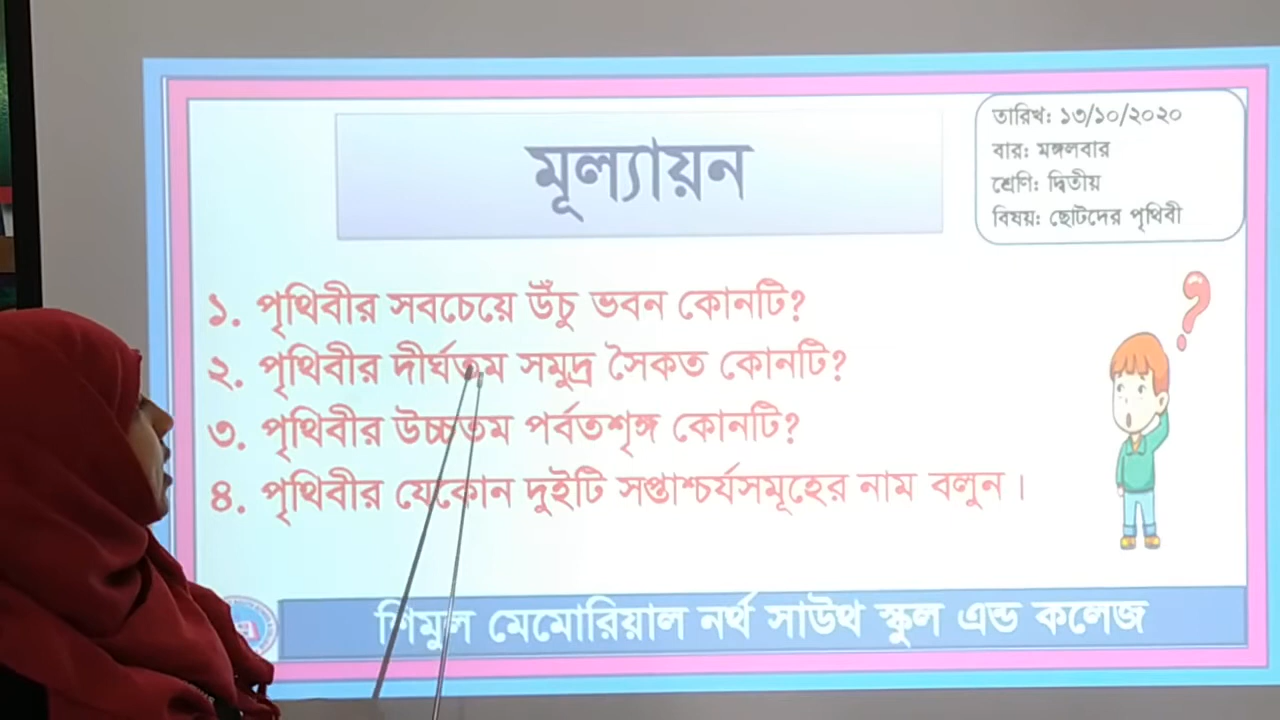 মূল্যায়ন
তারিখ: ১৩/১০/২০২০
বার: মঙ্গলবার
শ্রেণি: দ্বিতীয়
বিষয়: ছোটদের পৃথিবী
১. পৃথিবীর সবচেয়ে উঁচু ভবন কোনটি?
২. পৃথিবীর দীর্ঘতম সমুদ্র সৈকত কোনটি?
৩. পৃথিবীর উচ্চতম পর্বতশৃঙ্গ কোনটি?
৪. পৃথিবীর যেকোন দুইটি সপ্তাশ্চর্যসমূহের নাম বলুন।
শিমুল মেমোরিয়াল নর্থ সাউথ স্কুল এন্ড কলেজ